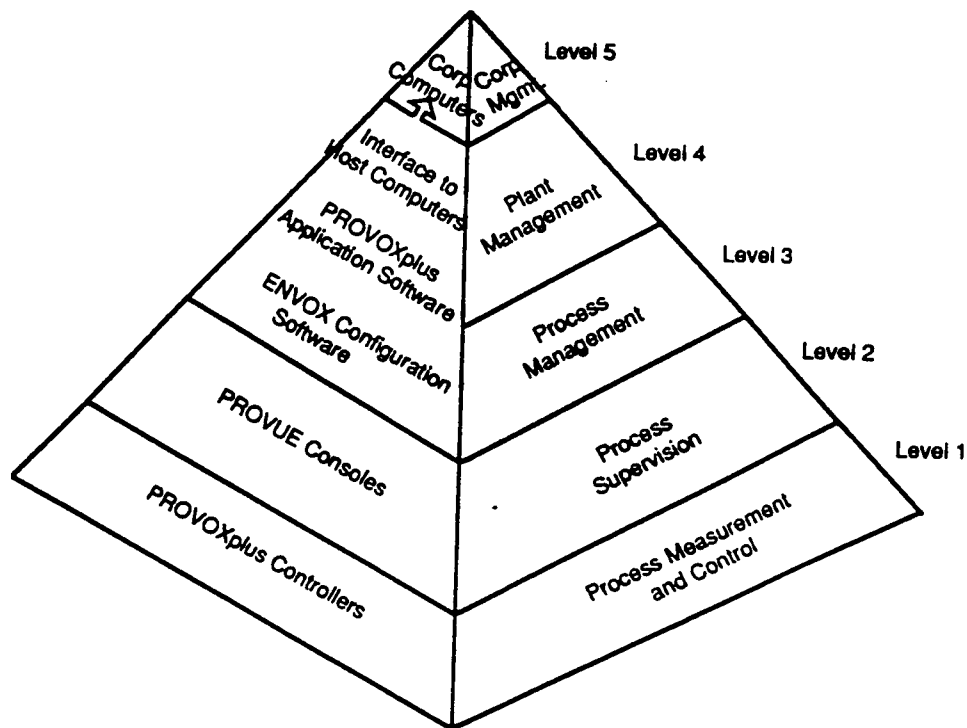 Level 5
Corp
Computers
Corp
Mgmt.
Level 4
Interface to
Host Computers
PROVOXplus
Application Software
ENVOX Configuration
Software
Plant
Management
Level 3
Process
Management
Level 2
PROVUE Consoles
Process
Supervision
Level 1
PROVOXplus Controllers
Process Measurement
and Control